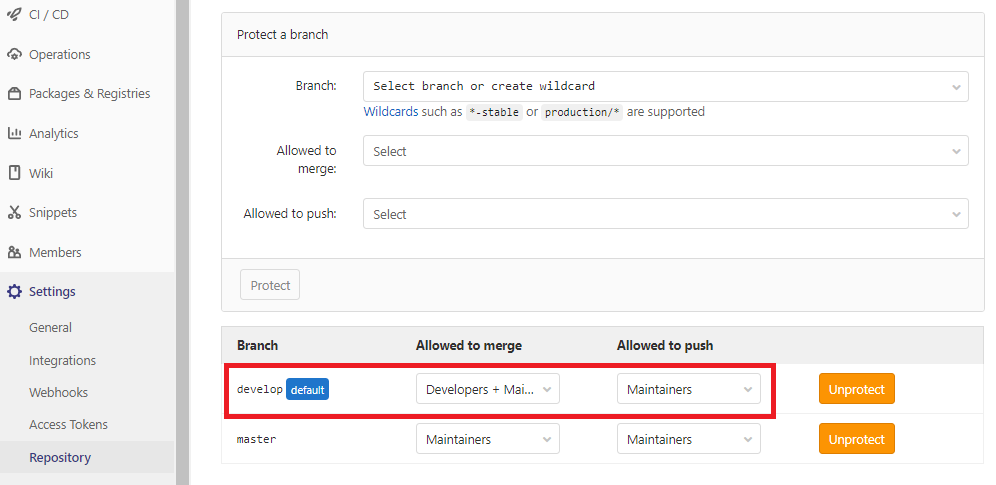 CI / CD
Operations
Packages & Registries
Analytics
Wiki
Snippets
Members
Settings
General
Integrations
Webhooks
Access Tokens
Repository
Protect a branch
Branch:
Select branch or create wildcard
Wildcards such as *-stable or production/* are supported
Allowed to
merge:
Select
Allowed to push:
Select
Protect
Branch Allowed to merge Allowed to push
develop default Developers + Mai... Maintainers Unprotect
master Maintainers Maintainers Unprotect